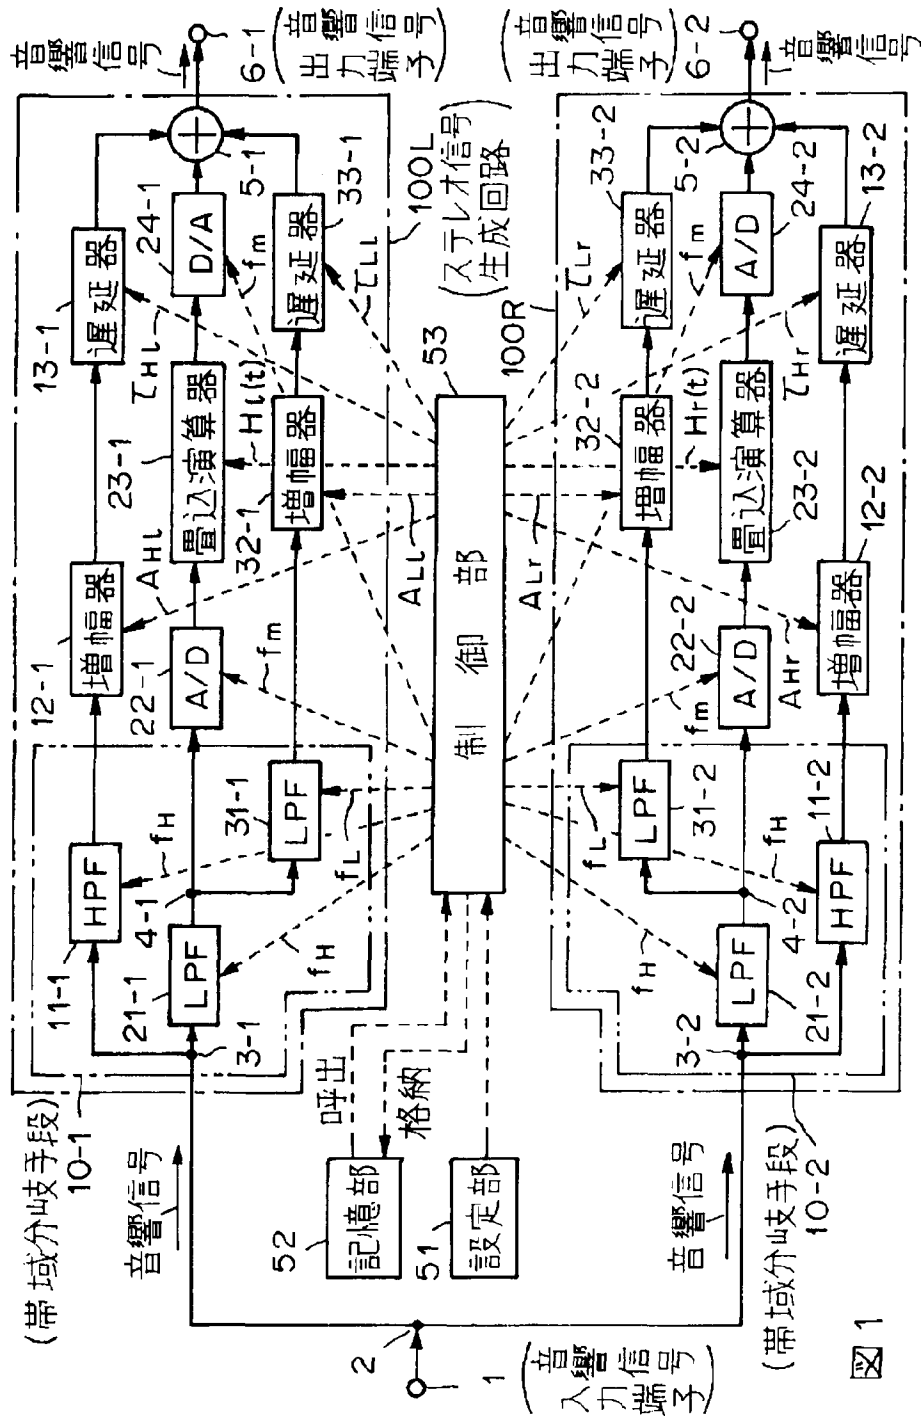 図1
1
(音響信号
入力端子)
2
音響信号
(帯域分岐手段)
10-1
3-1
11-1
HPF
fH
21-1
LPF
fH
4-1
31-1
LPF
fL
12-1
増幅器
AHl
22-1
A/D
fm
13-1
遅延器
τHl
23-1
畳込演算器
Hl(t)
32-1
増幅器
ALl
24-1
D/A
fm
33-1
遅延器
τLl
5-1
音響信号
6-1
(音響信号
出力端子)
100L
(ステレオ信号
生成回路)
100R
52
記憶部
呼出
格納
51
設定部
53
制御部
音響信号
(帯域分岐手段)
10-2
3-2
21-2
LPF
fH
4-2
11-2
HPF
fH
31-2
LPF
fL
22-2
A/D
fm
12-2
増幅器
AHr
32-2
増幅器
ALr
23-2
畳込演算器
Hr(t)
33-2
遅延器
τLr
24-2
A/D
fm
13-2
遅延器
τHr
5-2
(音響信号
出力端子)
6-2
音響信号